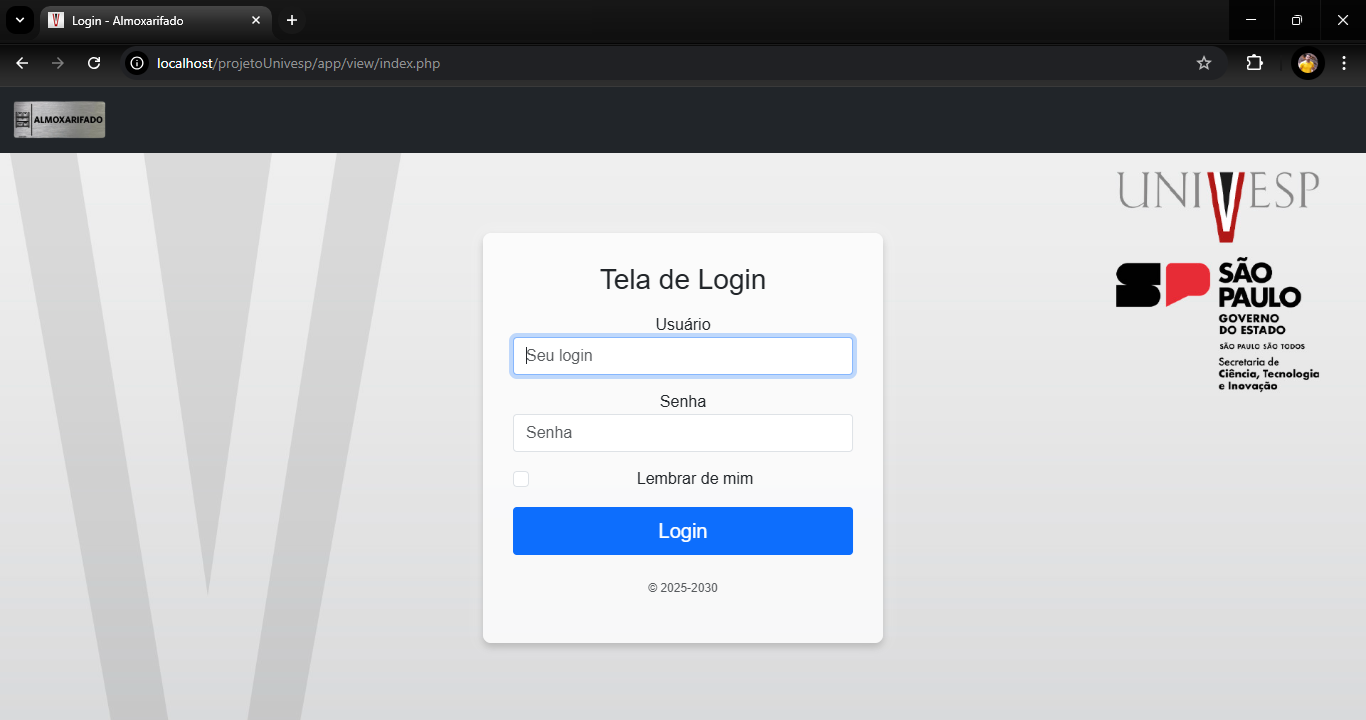 Login - Almoxarifado
localhost/projetoUnivesp/app/view/index.php
ALMOXARIFADO
UNIVESP
SÃO
PAULO
GOVERNO
DO ESTADO
SÃO PAULO SÃO TODOS
Secretaria de
Ciência, Tecnologia
e Inovação
Tela de Login
Usuário
Seu login
Senha
Senha
Lembrar de mim
Login
© 2025-2030